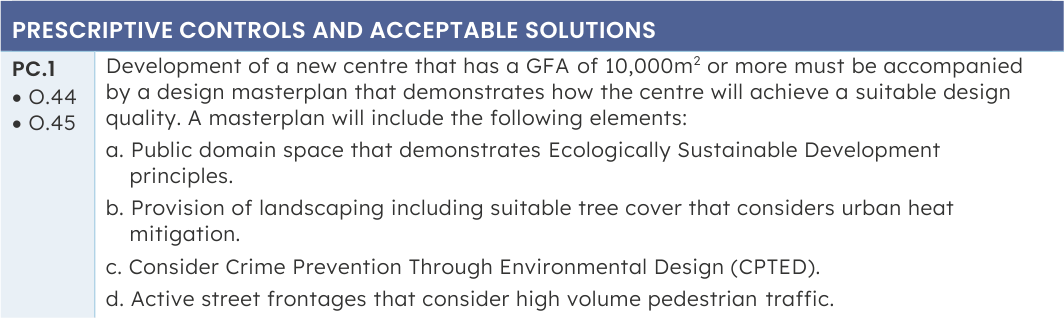 PRESCRIPTIVE CONTROLS AND ACCEPTABLE SOLUTIONS
PC.1
• O.44
• O.45
Development of a new centre that has a GFA of 10,000m² or more must be accompanied
by a design masterplan that demonstrates how the centre will achieve a suitable design
quality. A masterplan will include the following elements:
a. Public domain space that demonstrates Ecologically Sustainable Development
principles.
b. Provision of landscaping including suitable tree cover that considers urban heat
mitigation.
c. Consider Crime Prevention Through Environmental Design (CPTED).
d. Active street frontages that consider high volume pedestrian traffic.